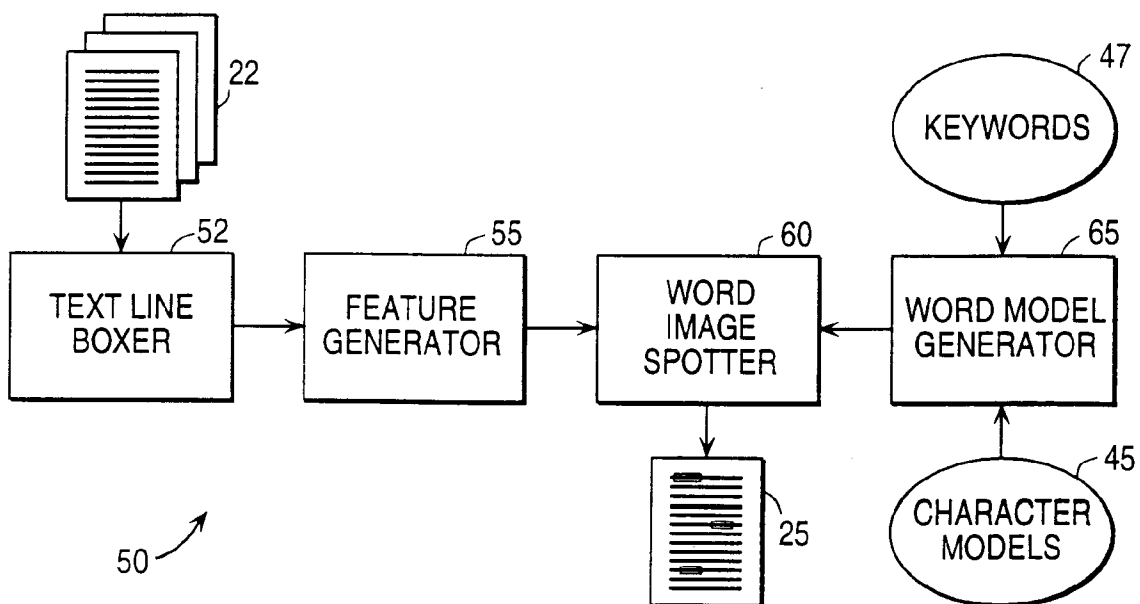 22
47
KEYWORDS
52
TEXT LINE
BOXER
55
FEATURE
GENERATOR
60
WORD
IMAGE
SPOTTER
65
WORD MODEL
GENERATOR
50
25
45
CHARACTER
MODELS